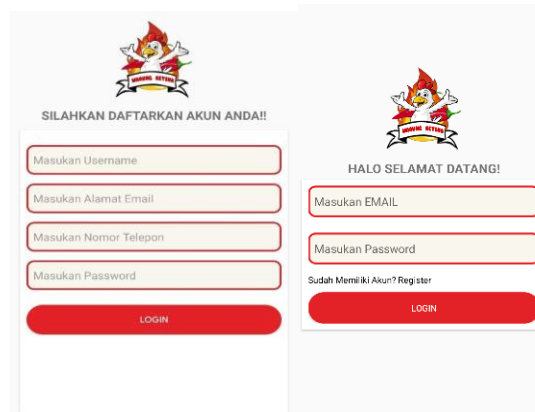 SILAHKAN DAFTARKAN AKUN ANDA!!
Masukan Username
Masukan Alamat Email
Masukan Nomor Telepon
Masukan Password
LOGIN
HALO SELAMAT DATANG!
Masukan EMAIL
Masukan Password
Sudah Memiliki Akun? Register
LOGIN